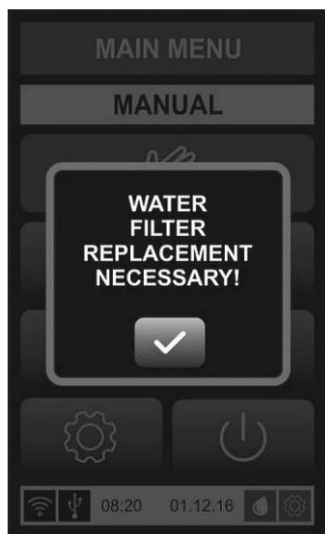 MAIN MENU
MANUAL
WATER
FILTER
REPLACEMENT
NECESSARY!
08:20 01.12.16